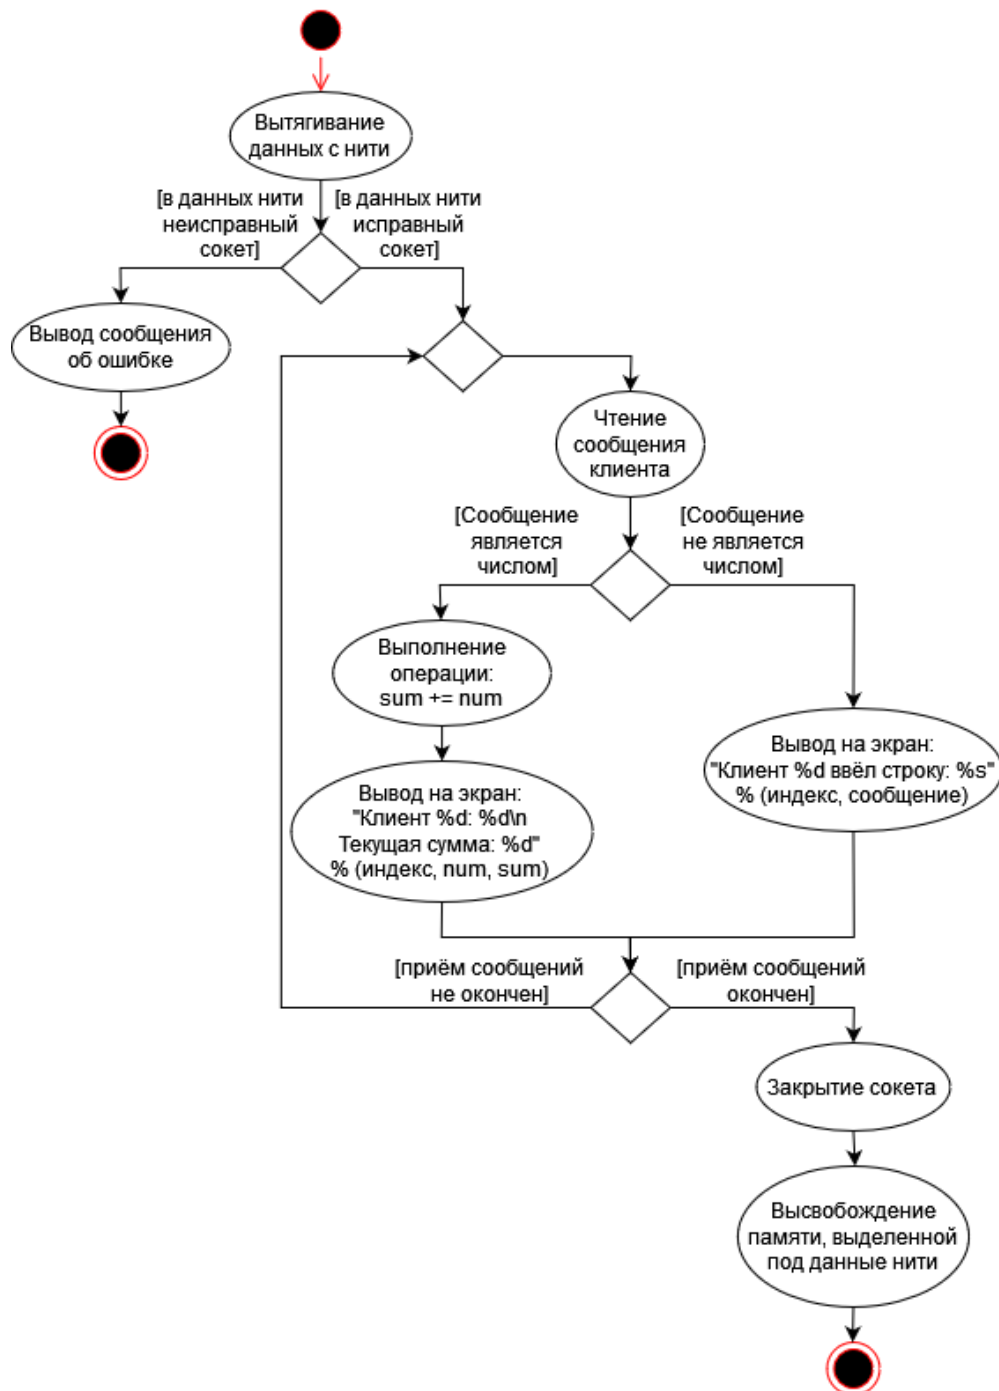 Вытягивание
данных с нити
[в данных нити
неисправный
сокет]
[в данных нити
исправный
сокет]
Вывод сообщения
об ошибке
Чтение
сообщения
клиента
[Сообщение
является
числом]
[Сообщение
не является
числом]
Выполнение
операции:
sum += num
Вывод на экран:
"Клиент %d ввёл строку: %s"
% (индекс, сообщение)
Вывод на экран:
"Клиент %d: %d\n
Текущая сумма: %d"
% (индекс, num, sum)
[приём сообщений
не окончен]
[приём сообщений
окончен]
Закрытие сокета
Высвобождение
памяти, выделенной
под данные нити